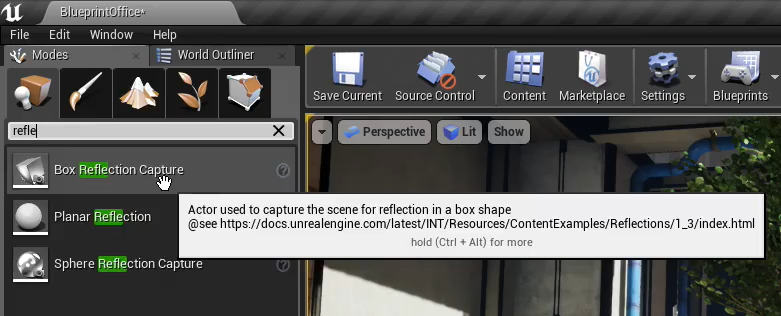 BlueprintOffice*
File Edit Window Help
Modes World Outliner
Save Current Source Control Content Marketplace Settings Blueprints
refle
Perspective Lit Show
Box Reflection Capture
Planar Reflection
Actor used to capture the scene for reflection in a box shape
@see https://docs.unrealengine.com/latest/INT/Resources/ContentExamples/Reflections/1_3/index.html
hold (Ctrl + Alt) for more
Sphere Reflection Capture